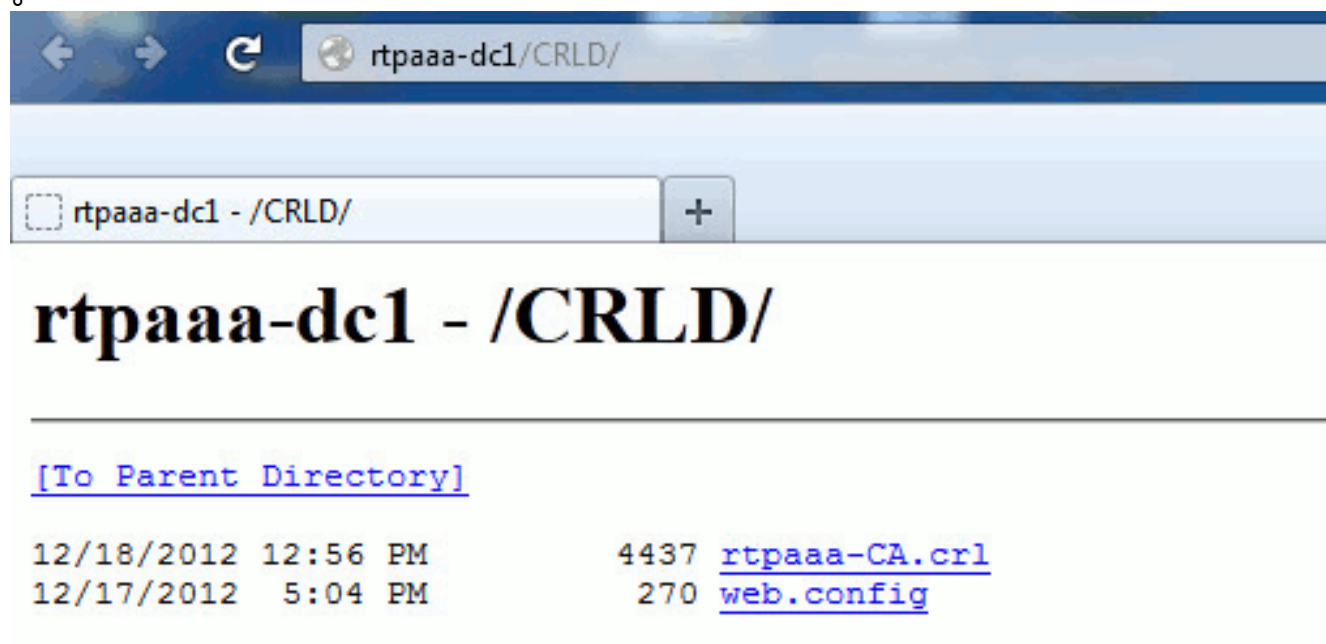 rtpaaa-dc1/CRLD/
rtpaaa-dc1 - /CRLD/
+
rtpaaa-dc1 - /CRLD/
[To Parent Directory]
12/18/2012 12:56 PM 4437 rtpaaa-CA.crl
12/17/2012 5:04 PM 270 web.config